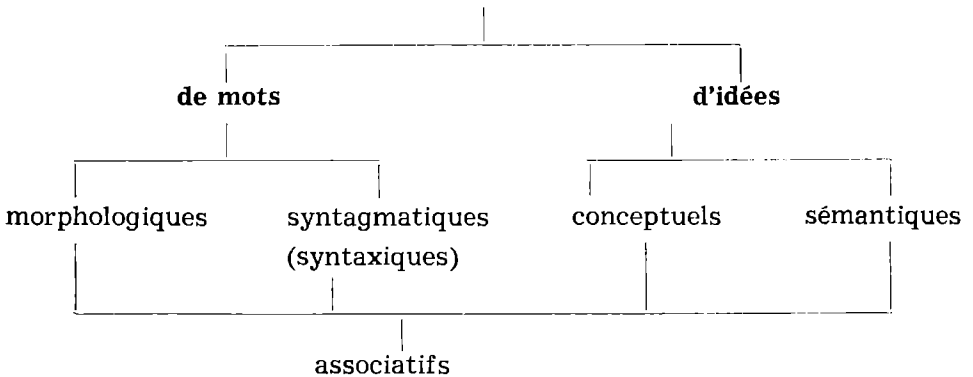 de mots d'idées
morphologiques syntagmatiques conceptuels sémantiques
(syntaxiques)
associatifs